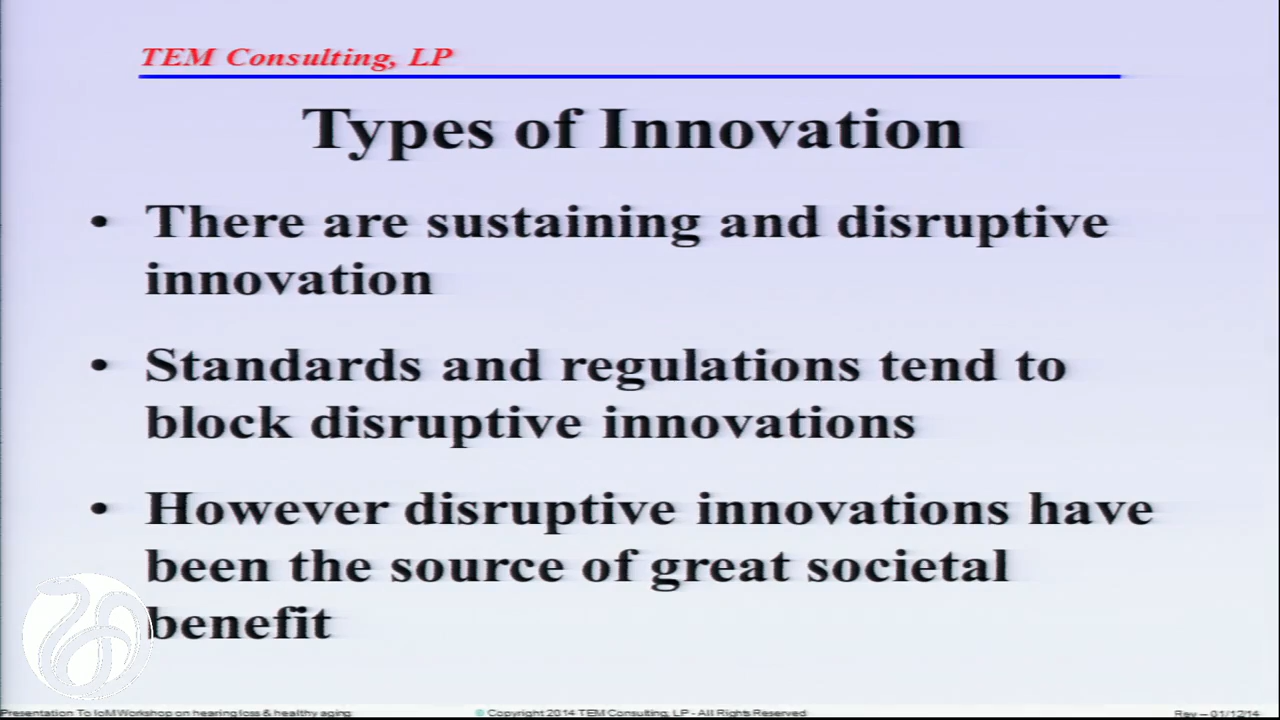 TEM Consulting, LP
Types of Innovation
• There are sustaining and disruptive
innovation
• Standards and regulations tend to
block disruptive innovations
• However disruptive innovations have
been the source of great societal
benefit
Presentation To IoM Workshop on hearing loss & healthy aging
© Copyright 2014 TEM Consulting, LP - All Rights Reserved
Rev – 01/12/14